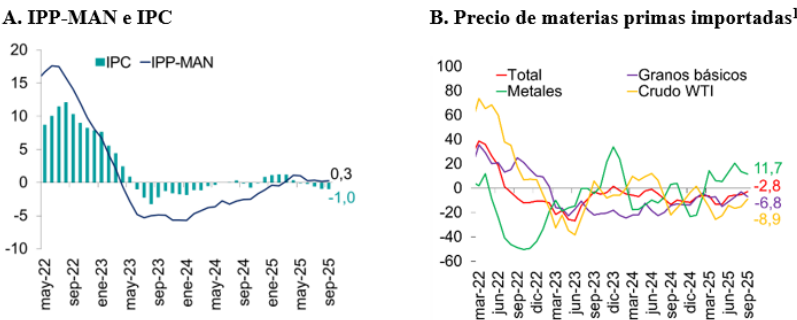 A. IPP-MAN e IPC
B. Precio de materias primas importadas¹
IPC IPP-MAN
20
15
10
5
0
-5
-10
0,3
-1,0
may-22
sep-22
ene-23
may-23
sep-23
ene-24
may-24
sep-24
ene-25
may-25
sep-25
Total Granos básicos
Metales Crudo WTI
100
80
60
40
20
0
-20
-40
-60
11,7
-2,8
-6,8
-8,9
mar-22
jun-22
sep-22
dic-22
mar-23
jun-23
sep-23
dic-23
mar-24
jun-24
sep-24
dic-24
mar-25
jun-25
sep-25